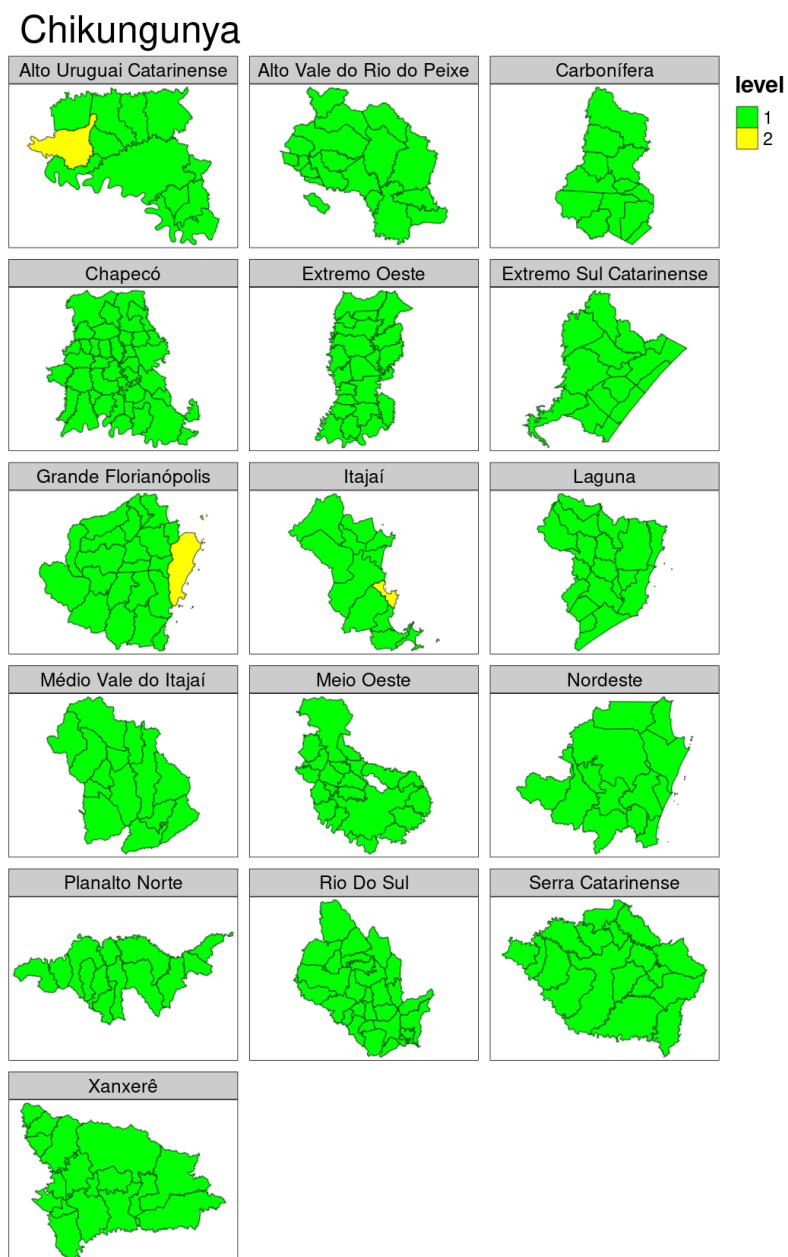 Chikungunya
Alto Uruguai Catarinense
Alto Vale do Rio do Peixe
Carbonífera
level
1
2
Chapecó
Extremo Oeste
Extremo Sul Catarinense
Grande Florianópolis
Itajaí
Laguna
Médio Vale do Itajaí
Meio Oeste
Nordeste
Planalto Norte
Rio Do Sul
Serra Catarinense
Xanxerê